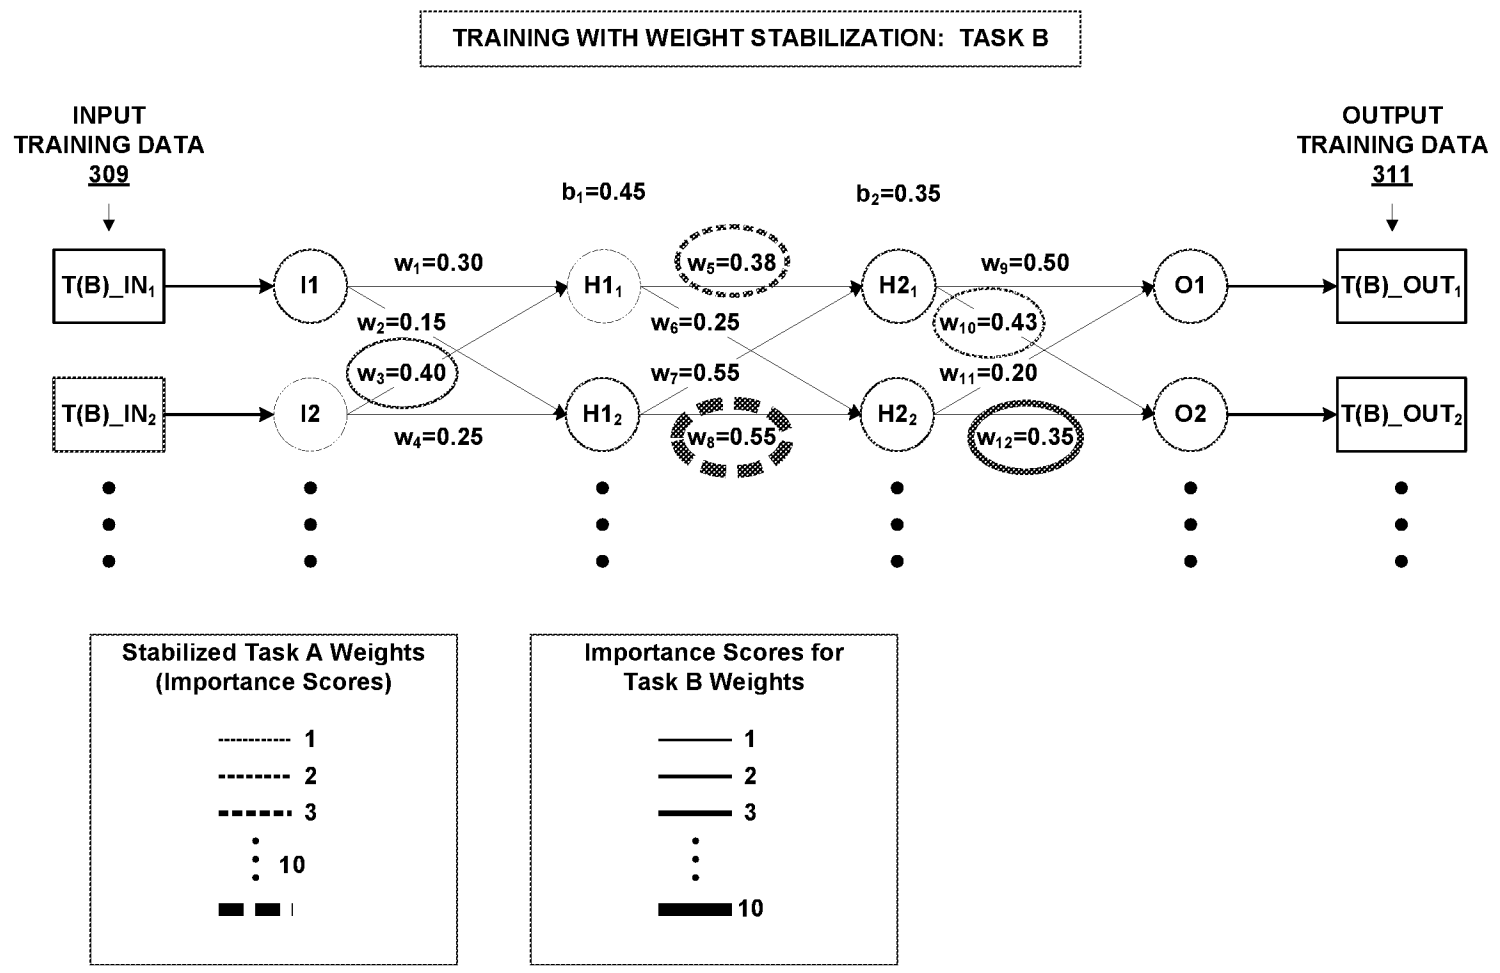 TRAINING WITH WEIGHT STABILIZATION:  TASK B
INPUT
TRAINING DATA
309
OUTPUT
TRAINING DATA
311
b1=0.45
b2=0.35
T(B)_IN1
I1
w1=0.30
H11
w5=0.38
H21
w9=0.50
O1
T(B)_OUT1
w2=0.15
w6=0.25
w10=0.43
w3=0.40
w7=0.55
w11=0.20
T(B)_IN2
I2
w4=0.25
H12
w8=0.55
H22
w12=0.35
O2
T(B)_OUT2
Stabilized Task A Weights
(Importance Scores)
1
2
3
10
Importance Scores for
Task B Weights
1
2
3
10